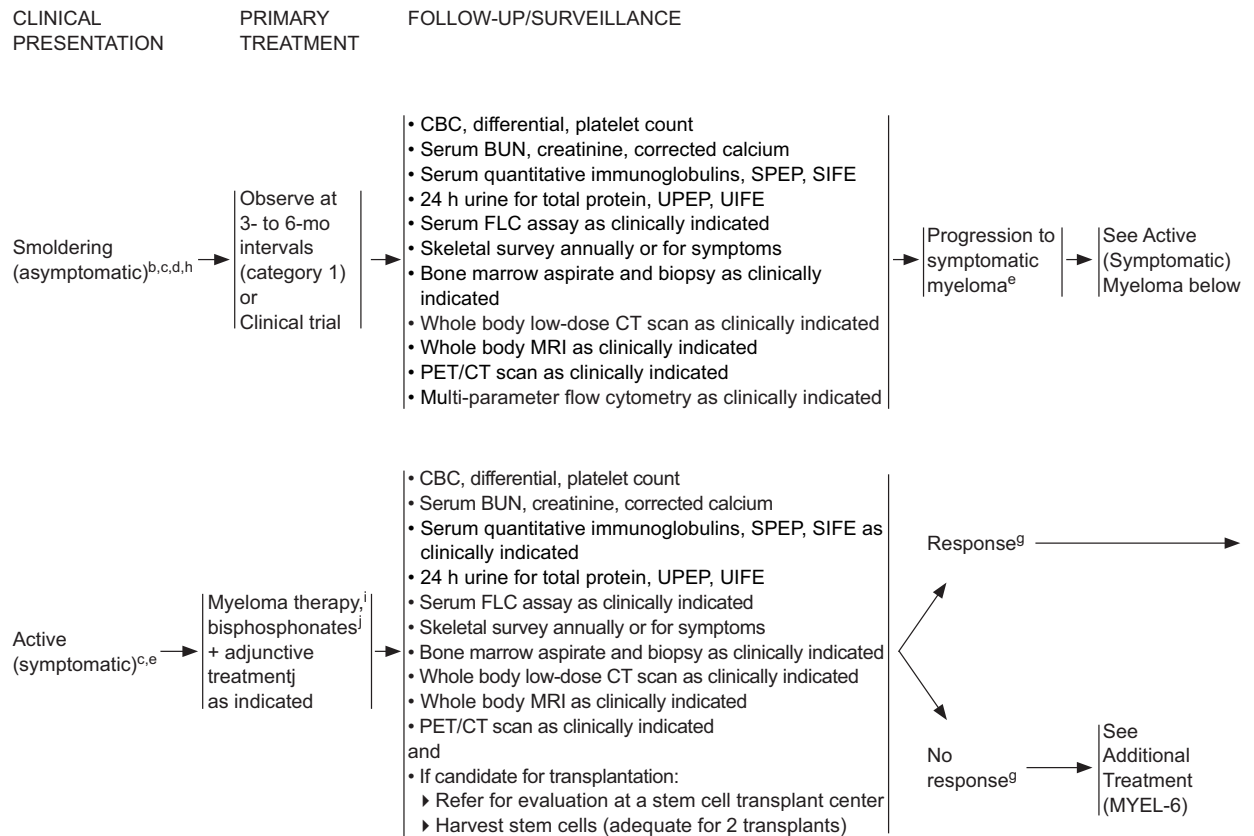 CLINICAL
PRESENTATION
PRIMARY
TREATMENT
FOLLOW-UP/SURVEILLANCE
Smoldering
(asymptomatic)b,c,d,h
Observe at
3- to 6-mo
intervals
(category 1)
or
Clinical trial
• CBC, differential, platelet count
• Serum BUN, creatinine, corrected calcium
• Serum quantitative immunoglobulins, SPEP, SIFE
• 24 h urine for total protein, UPEP, UIFE
• Serum FLC assay as clinically indicated
• Skeletal survey annually or for symptoms
• Bone marrow aspirate and biopsy as clinically
indicated
• Whole body low-dose CT scan as clinically indicated
• Whole body MRI as clinically indicated
• PET/CT scan as clinically indicated
• Multi-parameter flow cytometry as clinically indicated
Progression to
symptomatic
myelomae
See Active
(Symptomatic)
Myeloma below
Active
(symptomatic)c,e
Myeloma therapy,i
bisphosphonatesj
+ adjunctive
treatmentj
as indicated
• CBC, differential, platelet count
• Serum BUN, creatinine, corrected calcium
• Serum quantitative immunoglobulins, SPEP, SIFE as
clinically indicated
• 24 h urine for total protein, UPEP, UIFE
• Serum FLC assay as clinically indicated
• Skeletal survey annually or for symptoms
• Bone marrow aspirate and biopsy as clinically indicated
• Whole body low-dose CT scan as clinically indicated
• Whole body MRI as clinically indicated
• PET/CT scan as clinically indicated
and
• If candidate for transplantation:
▸ Refer for evaluation at a stem cell transplant center
▸ Harvest stem cells (adequate for 2 transplants)
Responseg
No
responseg
See
Additional
Treatment
(MYEL-6)